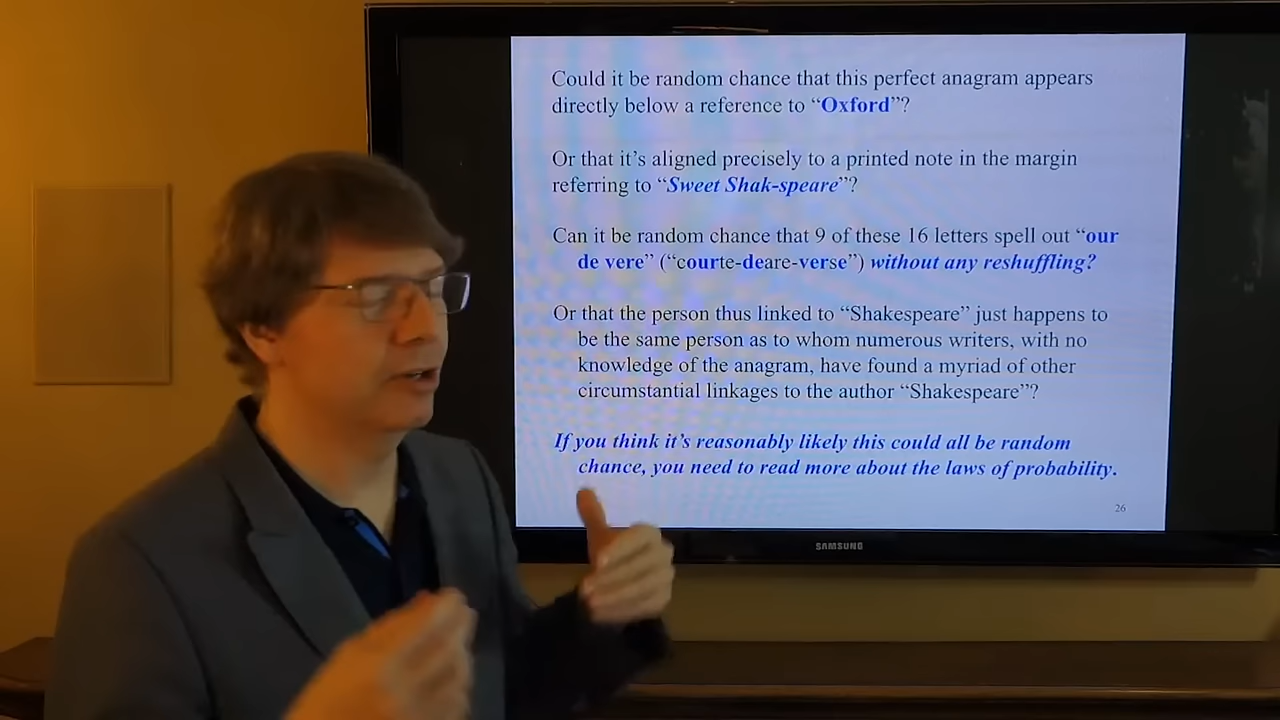 Could it be random chance that this perfect anagram appears
directly below a reference to “Oxford”?
Or that it’s aligned precisely to a printed note in the margin
referring to “Sweet Shak-speare”?
Can it be random chance that 9 of these 16 letters spell out “our
de vere” (“courte-deare-verse”) without any reshuffling?
Or that the person thus linked to “Shakespeare” just happens to
be the same person as to whom numerous writers, with no
knowledge of the anagram, have found a myriad of other
circumstantial linkages to the author “Shakespeare”?
If you think it’s reasonably likely this could all be random
chance, you need to read more about the laws of probability.
26
SAMSUNG